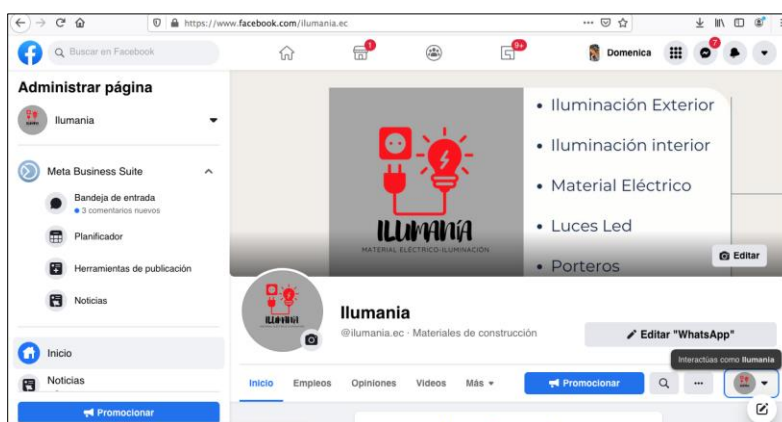 https://www.facebook.com/ilumania.ec
Buscar en Facebook
1
9+
Domenica
7
Administrar página
Ilumania
Meta Business Suite
Bandeja de entrada
3 comentarios nuevos
Planificador
Herramientas de publicación
Noticias
Inicio
Noticias
Promocionar
ILUMANÍA
MATERIAL ELÉCTRICO-ILUMINACIÓN
• Iluminación Exterior
• Iluminación interior
• Material Eléctrico
• Luces Led
• Porteros
Editar
ILUMANÍA
Ilumania
@ilumania.ec · Materiales de construcción
Editar "WhatsApp"
Interactúas como Ilumania
Inicio
Empleos
Opiniones
Videos
Más
Promocionar